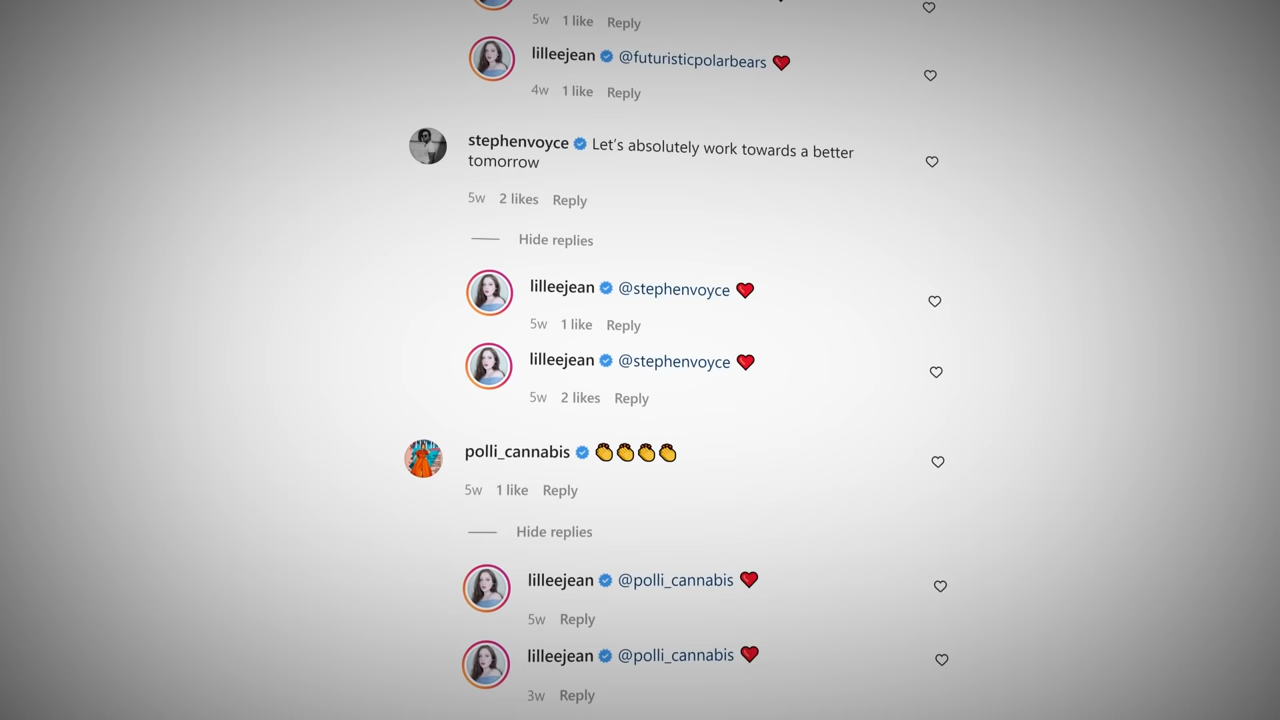 5w 1 like Reply
lilleejean @futuristicpolarbears ❤️
4w 1 like Reply
stephenvoyce Let's absolutely work towards a better
tomorrow
5w 2 likes Reply
Hide replies
lilleejean @stephenvoyce ❤️
5w 1 like Reply
lilleejean @stephenvoyce ❤️
5w 2 likes Reply
polli_cannabis 👏👏👏👏
5w 1 like Reply
Hide replies
lilleejean @polli_cannabis ❤️
5w Reply
lilleejean @polli_cannabis ❤️
3w Reply